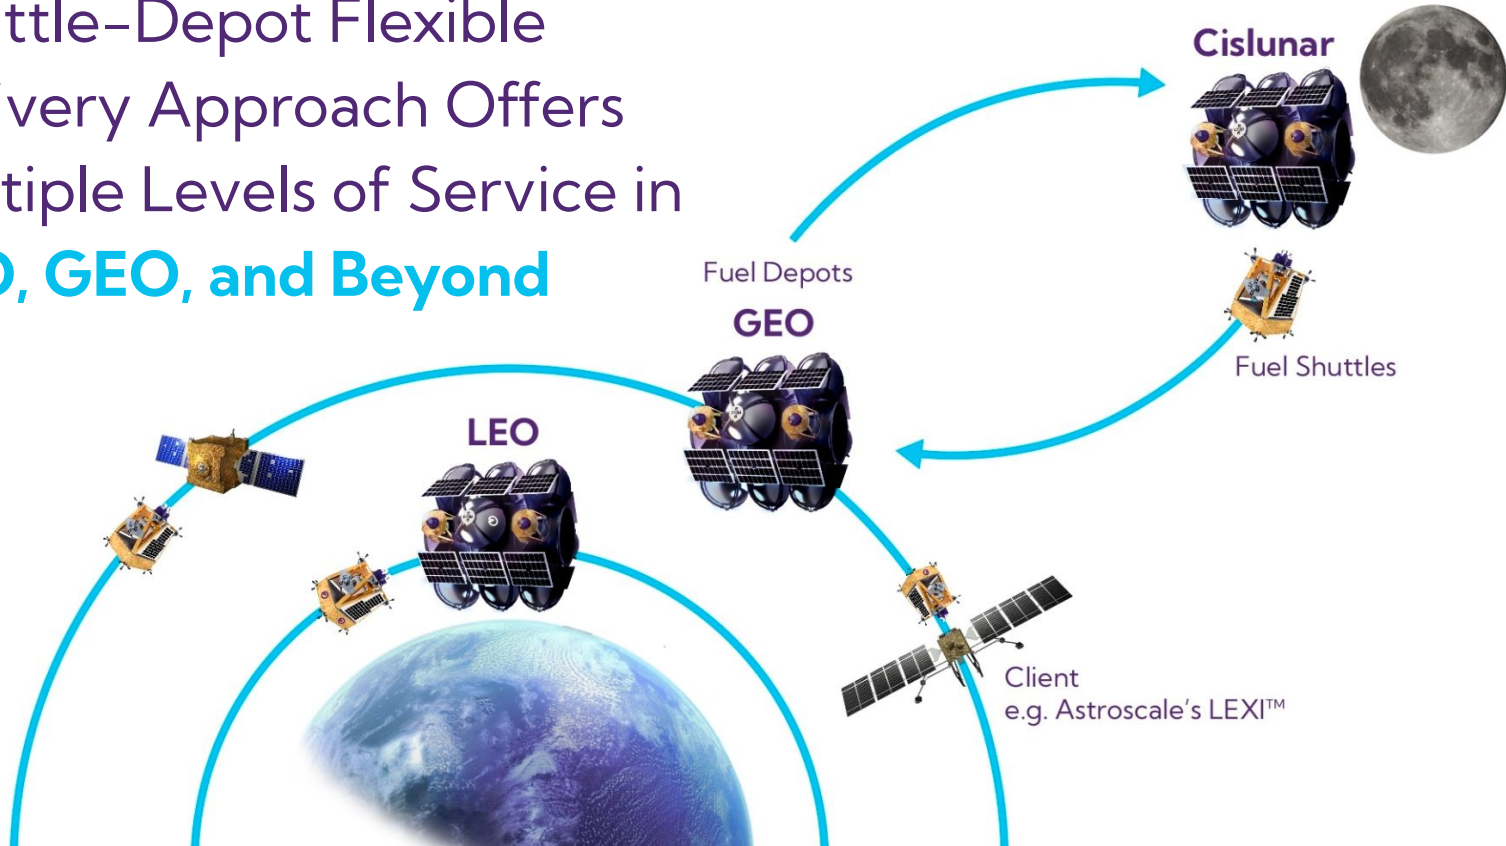 ttle-Depot Flexible
very Approach Offers
tiple Levels of Service in
, GEO, and Beyond
Cislunar
Fuel Depots
GEO
Fuel Shuttles
LEO
Client
e.g. Astroscale's LEXI™